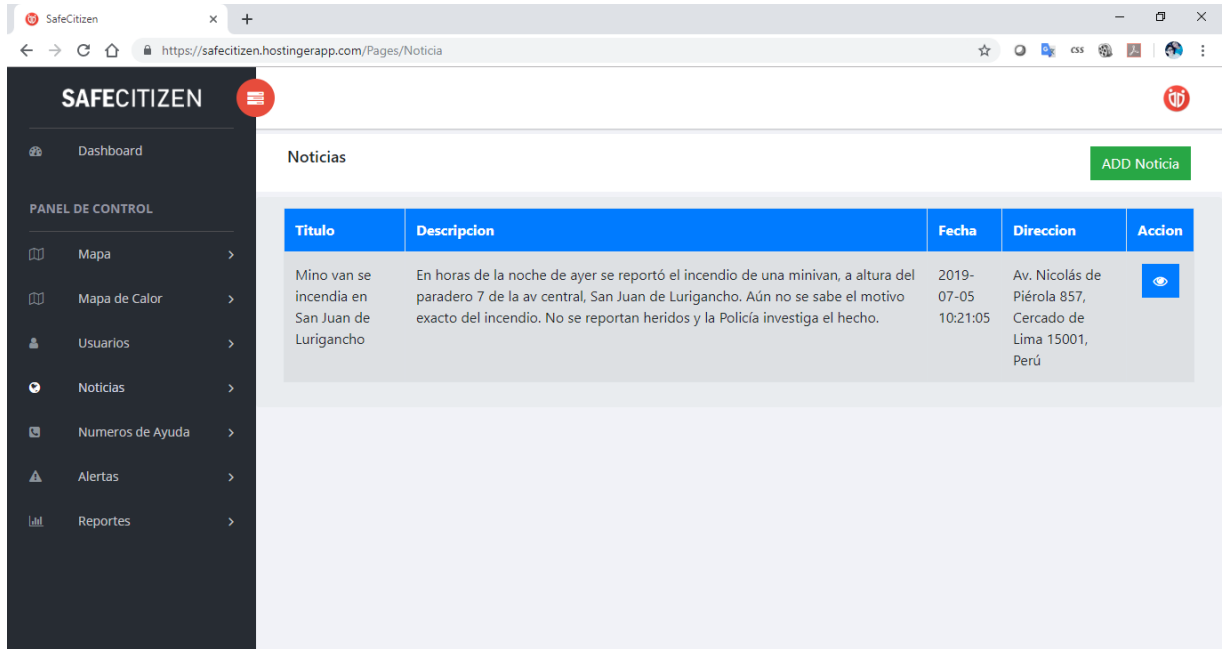 SafeCitizen
https://safecitizen.hostingerapp.com/Pages/Noticia
css
SAFECITIZEN
Dashboard
PANEL DE CONTROL
Mapa
Mapa de Calor
Usuarios
Noticias
Numeros de Ayuda
Alertas
Reportes
Noticias
ADD Noticia
Titulo
Descripcion
Fecha
Direccion
Accion
Mino van se
incendia en
San Juan de
Lurigancho
En horas de la noche de ayer se reportó el incendio de una minivan, a altura del
paradero 7 de la av central, San Juan de Lurigancho. Aún no se sabe el motivo
exacto del incendio. No se reportan heridos y la Policía investiga el hecho.
2019-
07-05
10:21:05
Av. Nicolás de
Piérola 857,
Cercado de
Lima 15001,
Perú